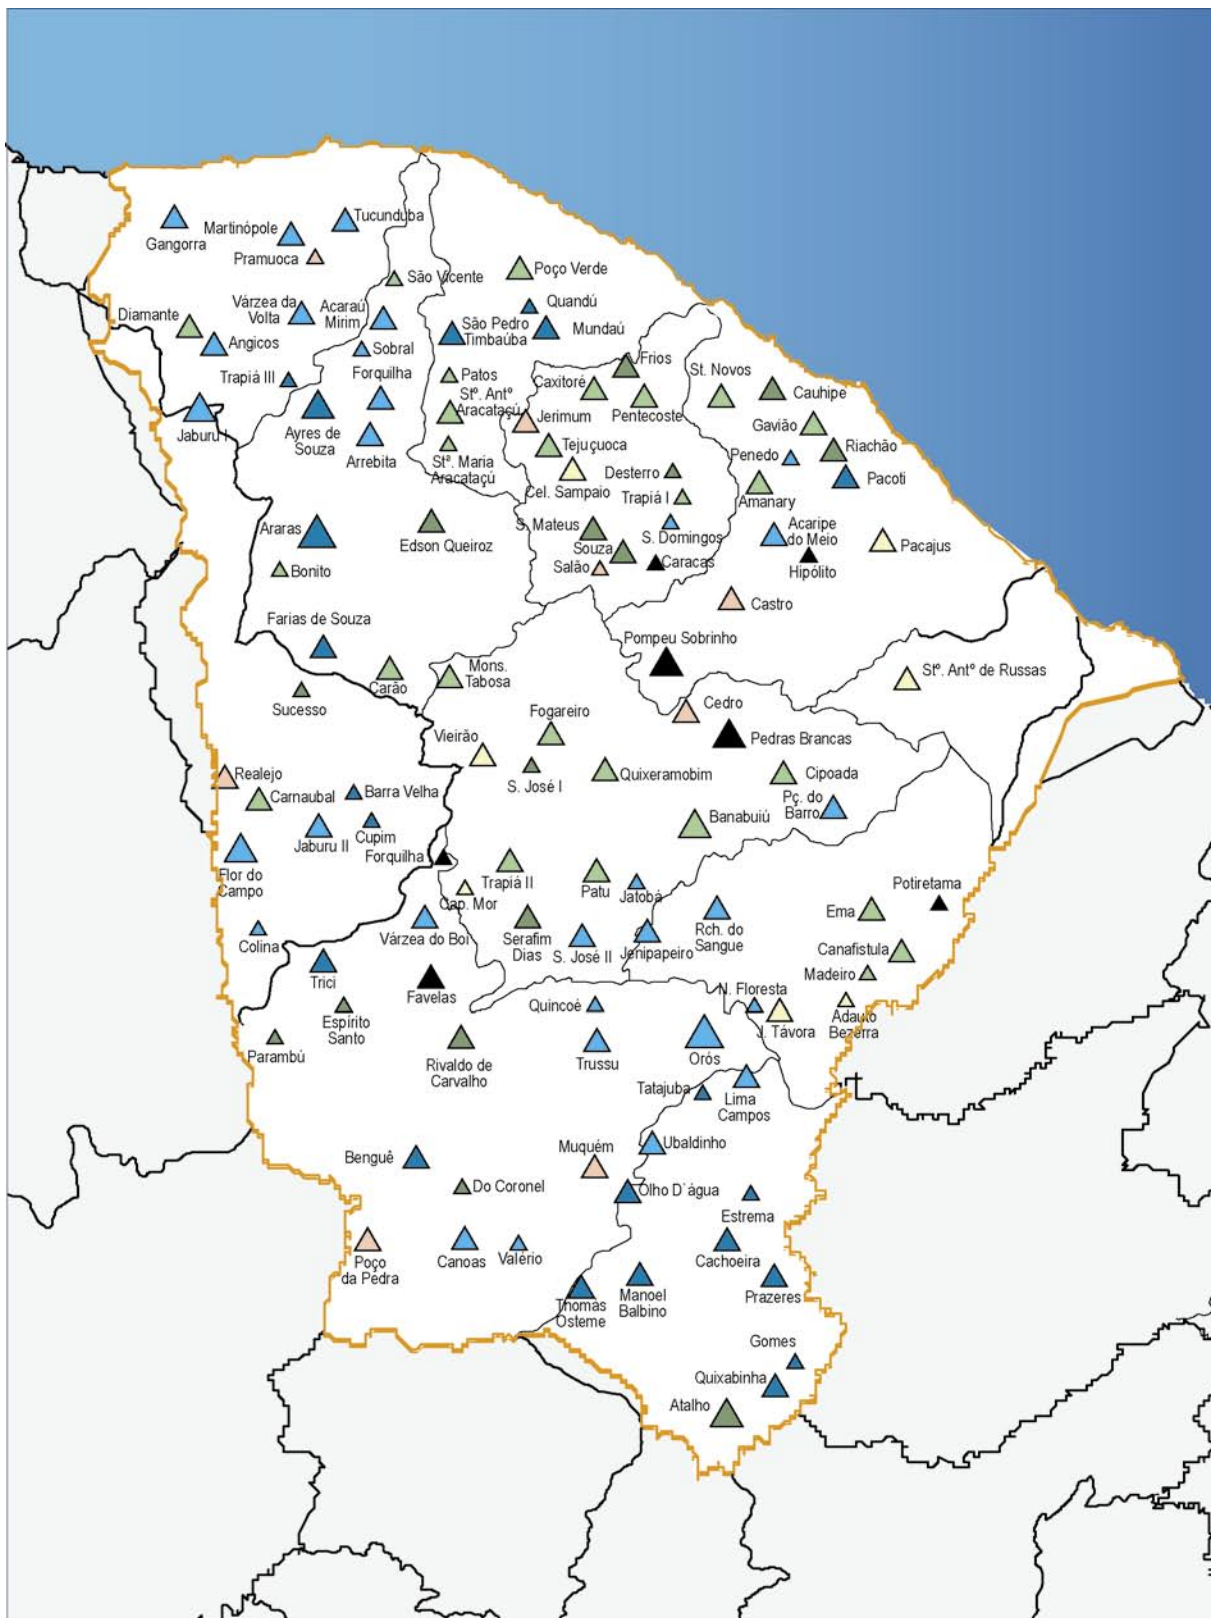 Tucunduba
Martinópole
Gangorra
Pramuoca
São Vicente
Poço Verde
Quandú
Várzea da
Volta
Acaraú
Mirim
Diamante
São Pedro
Timbaúba
Mundaú
Angicos
Sobral
Frios
Trapiá III
Forquilha
Patos
Caxitoré
St. Novos
Cauhipe
Stº. Antº
Aracataçú
Pentecoste
Jaburu I
Ayres de
Souza
Jerimum
Gavião
Arrebita
Tejuçuoca
Riachão
Stª. Maria
Aracataçú
Penedo
Desterro
Pacoti
Cel. Sampaio
Trapiá I
Amanary
Araras
Edson Queiroz
S. Mateus
S. Domingos
Acaripe
do Meio
Pacajus
Souza
Bonito
Salão
Caracas
Hipólito
Castro
Farias de Souza
Pompeu Sobrinho
Mons.
Tabosa
Carão
Stº. Antº de Russas
Sucesso
Cedro
Fogareiro
Vieirão
Pedras Brancas
Realejo
S. José I
Quixeramobim
Cipoada
Carnaubal
Barra Velha
Pç. do
Barro
Banabuiú
Jaburu II
Cupim
Forquilha
Flor do
Campo
Trapiá II
Patu
Jatobá
Potiretama
Cap. Mor
Ema
Várzea do Boi
Serafim
Dias
Rch. do
Sangue
Colina
S. José II
Jenipapeiro
Canafistula
Trici
Madeiro
Favelas
N. Floresta
Quincoé
Espírito
Santo
J. Távora
Adauto
Bezerra
Parambú
Rivaldo de
Carvalho
Trussu
Orós
Tatajuba
Lima
Campos
Ubaldinho
Muquém
Benguê
Do Coronel
Olho D`água
Estrema
Poço
da Pedra
Canoas
Valério
Cachoeira
Thomas
Osteme
Manoel
Balbino
Prazeres
Gomes
Quixabinha
Atalho